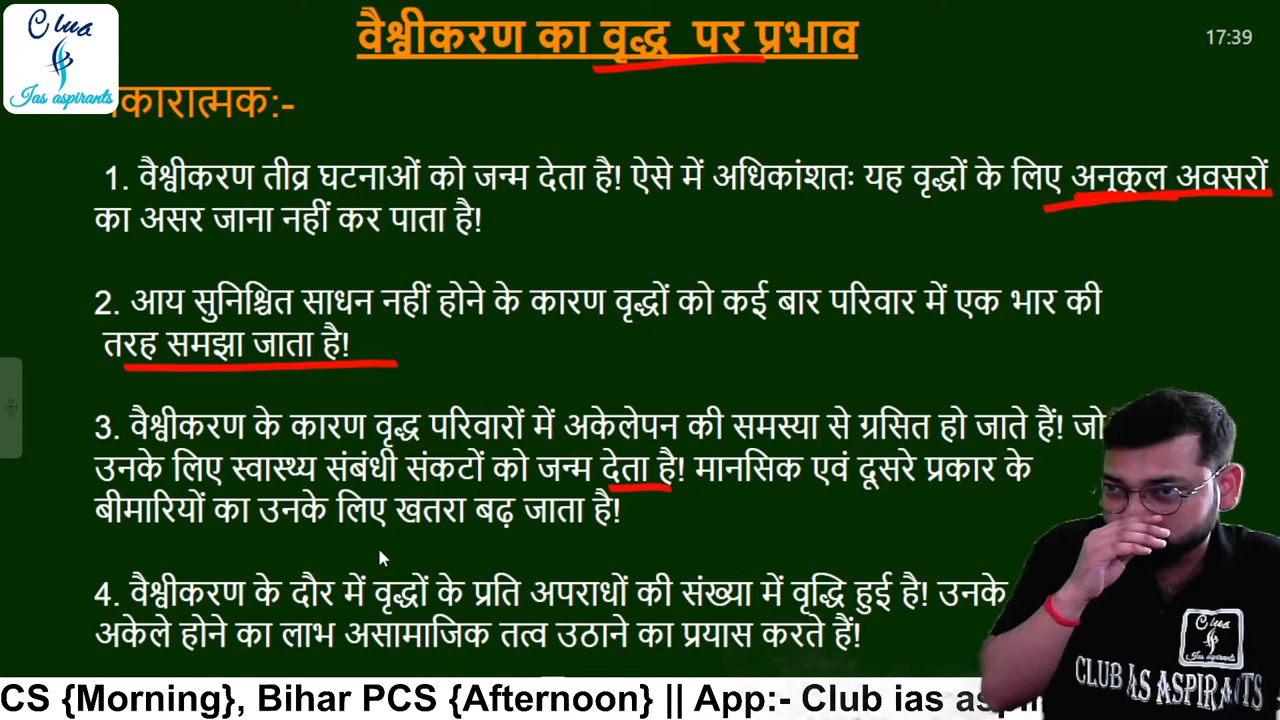 Clua
Ias aspirants
वैश्वीकरण का वृद्ध पर प्रभाव
17:39
कारात्मक:-
1. वैश्वीकरण तीव्र घटनाओं को जन्म देता है! ऐसे में अधिकांशतः यह वृद्धों के लिए अनुकूल अवसरों
का असर जाना नहीं कर पाता है!
2. आय सुनिश्चित साधन नहीं होने के कारण वृद्धों को कई बार परिवार में एक भार की
तरह समझा जाता है!
3. वैश्वीकरण के कारण वृद्ध परिवारों में अकेलेपन की समस्या से ग्रसित हो जाते हैं! जो
उनके लिए स्वास्थ्य संबंधी संकटों को जन्म देता है! मानसिक एवं दूसरे प्रकार के
बीमारियों का उनके लिए खतरा बढ़ जाता है!
4. वैश्वीकरण के दौर में वृद्धों के प्रति अपराधों की संख्या में वृद्धि हुई है! उनके
अकेले होने का लाभ असामाजिक तत्व उठाने का प्रयास करते हैं!
Clua
CLUB IAS ASPIRANTS
CS {Morning}, Bihar PCS {Afternoon} || App:- Club ias aspi